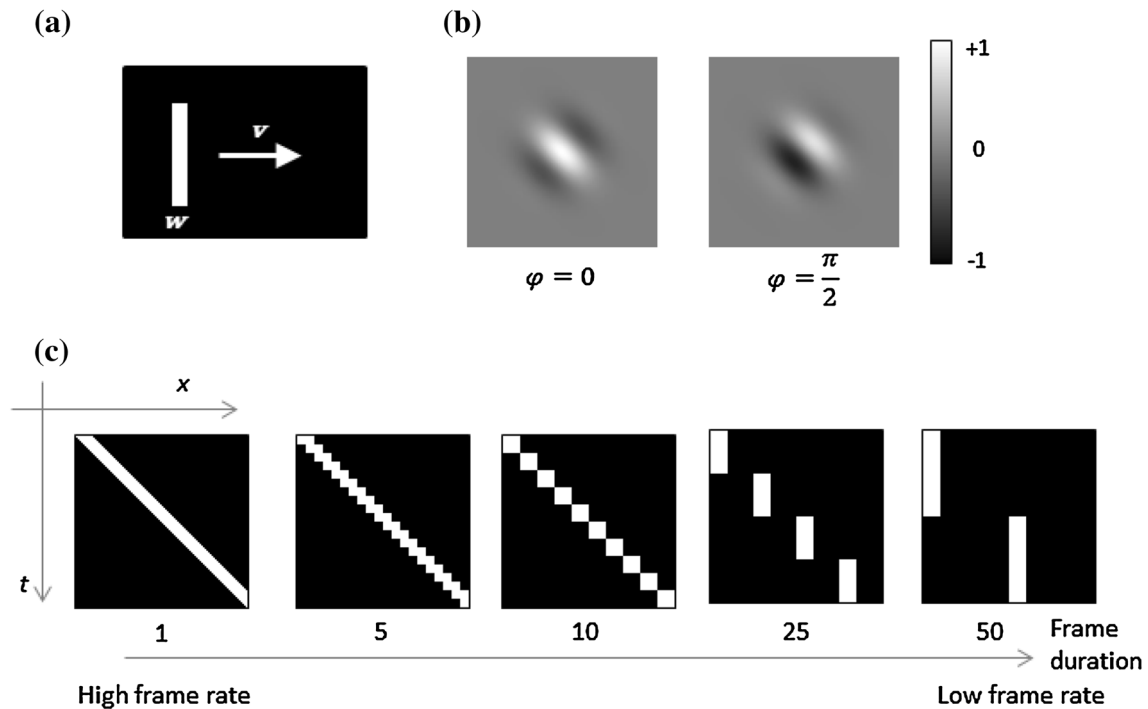 (a)
v
w
(b)
φ = 0
φ = π/2
+1
0
-1
(c)
x
t
1 5 10 25 50 Frame
duration
High frame rate Low frame rate